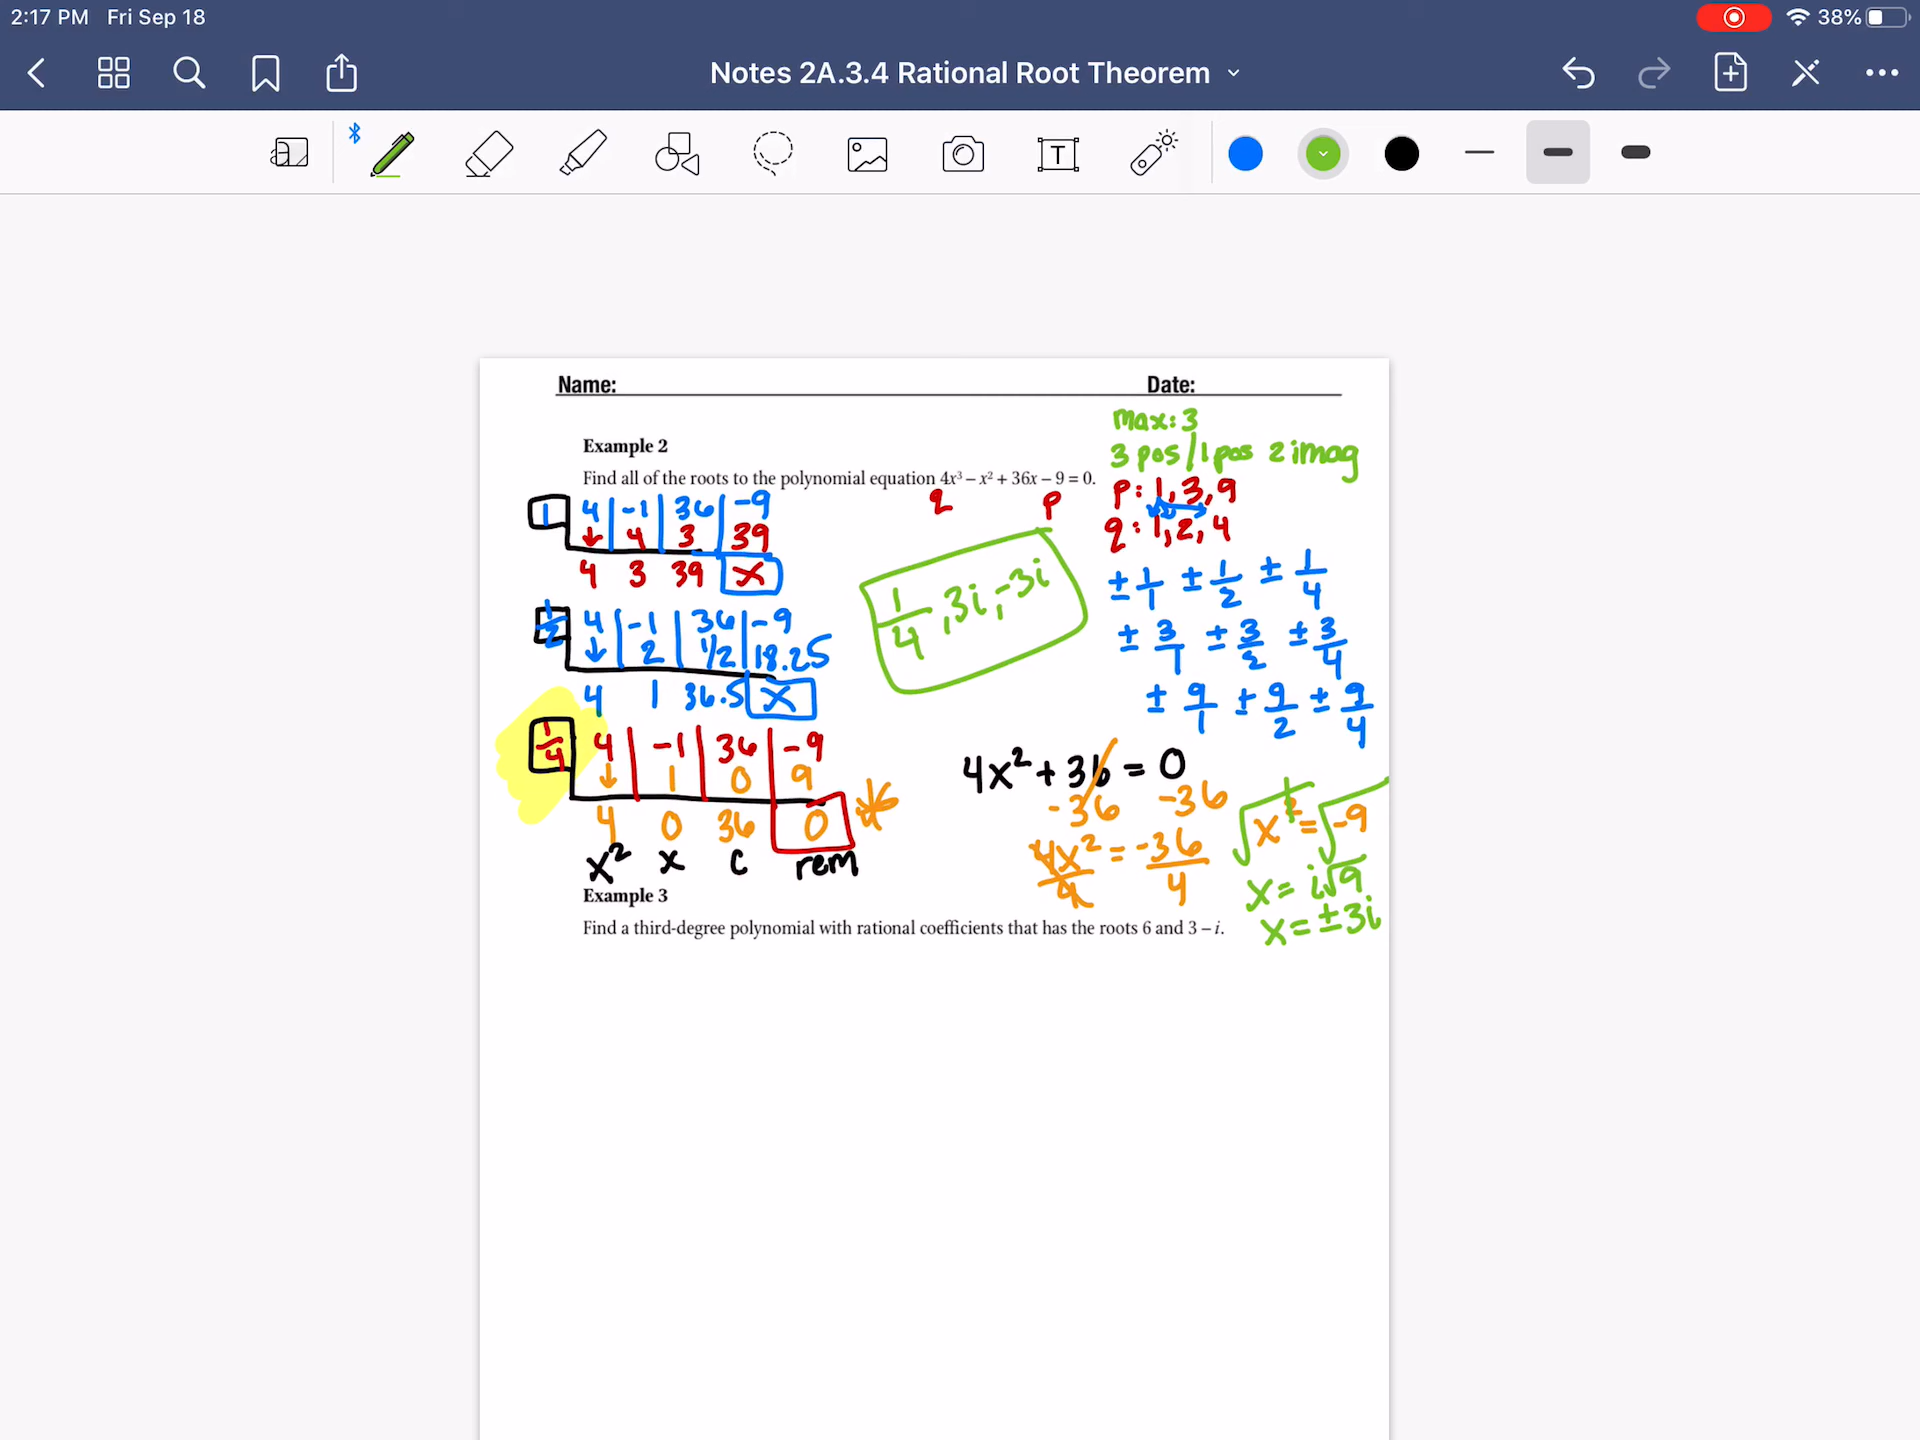 2:17 PM Fri Sep 18
38%
Notes 2A.3.4 Rational Root Theorem
T
Name: Date:
max: 3
3 pos/1pos 2 imag
Example 2
Find all of the roots to the polynomial equation 4x³ – x² + 36x – 9 = 0.
q p
p: 1, 3, 9
q: 1, 2, 4
1 4 -1 36 -9
↓ 4 3 39
4 3 39 x
± 1/1 ± 1/2 ± 1/4
± 3/1 ± 3/2 ± 3/4
± 9/1 ± 9/2 ± 9/4
1/4, 3i, -3i
1/2 4 -1 36 -9
↓ 2 1/2 18.25
4 1 36.5 x
1/4 4 -1 36 -9
↓ 1 0 9
4 0 36 0
x² x c rem
4x² + 36 = 0
-36 -36
4x²/4 = -36/4
√x² = √-9
x = i√9
x = ±3i
Example 3
Find a third-degree polynomial with rational coefficients that has the roots 6 and 3 – i.